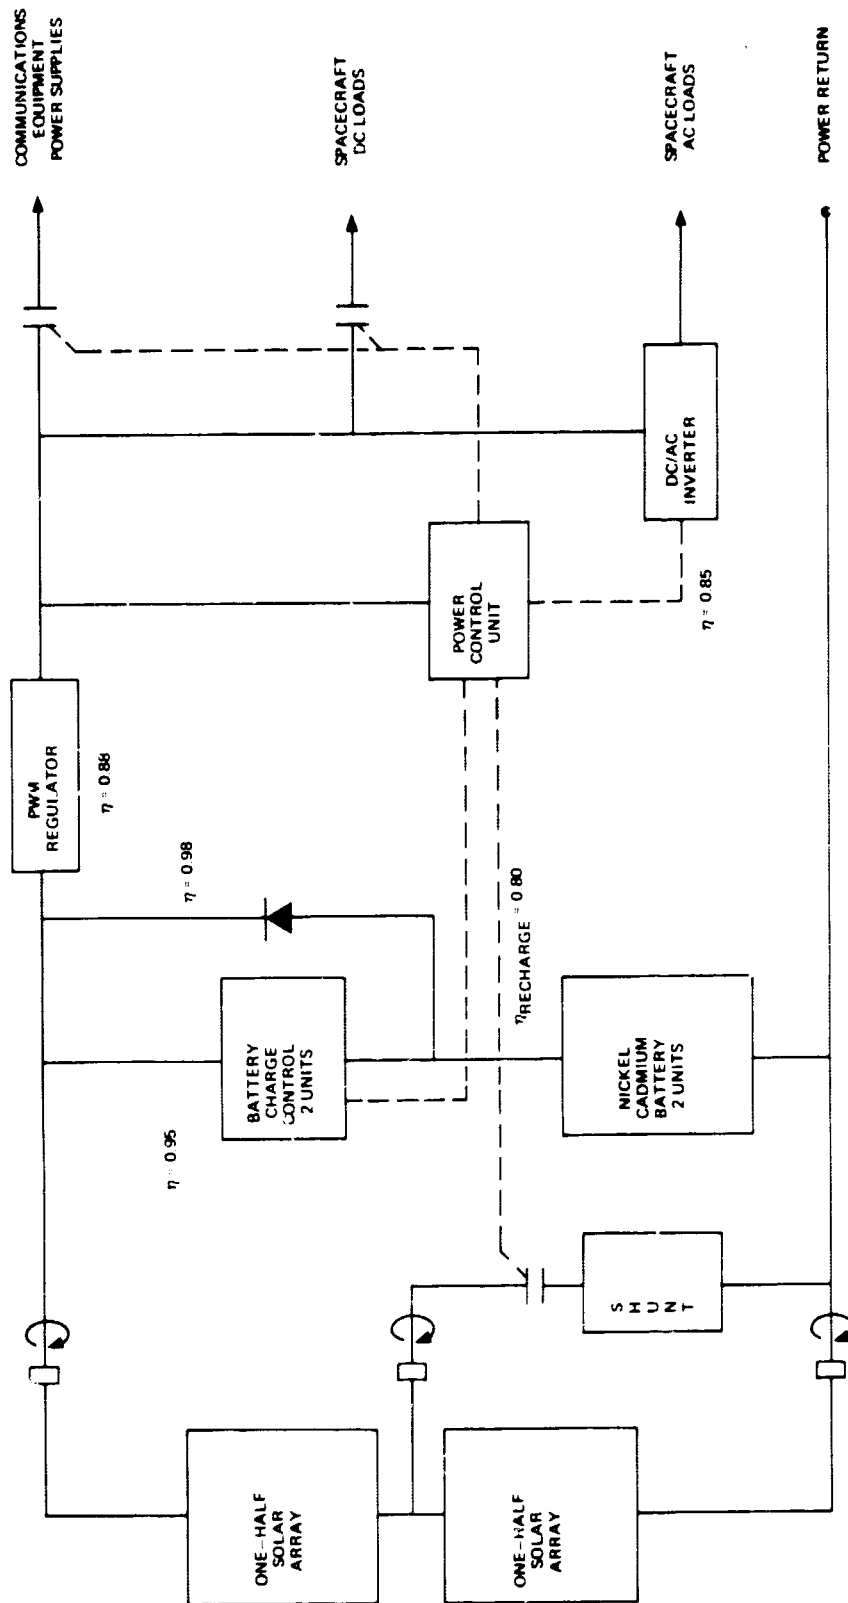 COMMUNICATIONS
EQUIPMENT
POWER SUPPLIES
SPACECRAFT
DC LOADS
SPACECRAFT
AC LOADS
POWER RETURN
PWM
REGULATOR
η = 0.88
η = 0.98
BATTERY
CHARGE
CONTROL
2 UNITS
η = 0.95
POWER
CONTROL
UNIT
DC/AC
INVERTER
η = 0.85
ηRECHARGE = 0.80
NICKEL
CADMIUM
BATTERY
2 UNITS
SHUNT
ONE-HALF
SOLAR
ARRAY
ONE-HALF
SOLAR
ARRAY